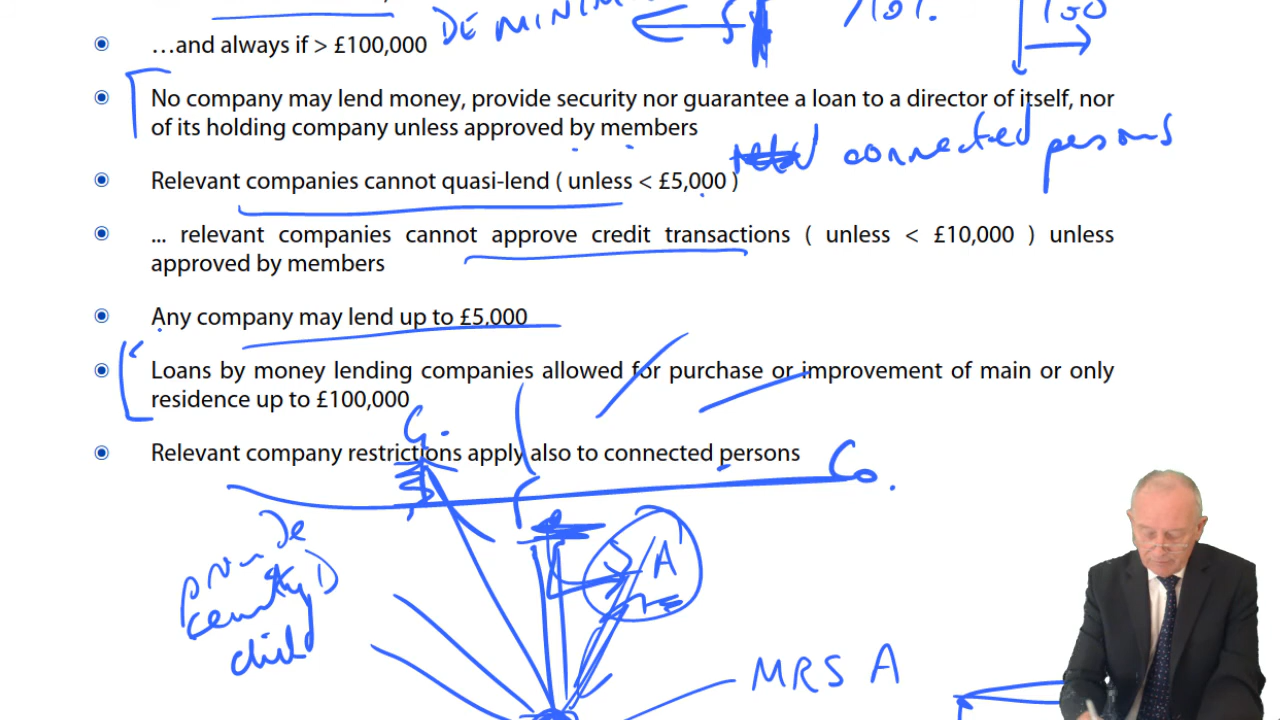 DE MINIM
10%.
100
…and always if > £100,000
No company may lend money, provide security nor guarantee a loan to a director of itself, nor
of its holding company unless approved by members
connected persons
Relevant companies cannot quasi-lend ( unless < £5,000 )
... relevant companies cannot approve credit transactions ( unless < £10,000 ) unless
approved by members
Any company may lend up to £5,000
Loans by money lending companies allowed for purchase or improvement of main or only
residence up to £100,000
G.
Relevant company restrictions apply also to connected persons
Co.
A
child
MRS A